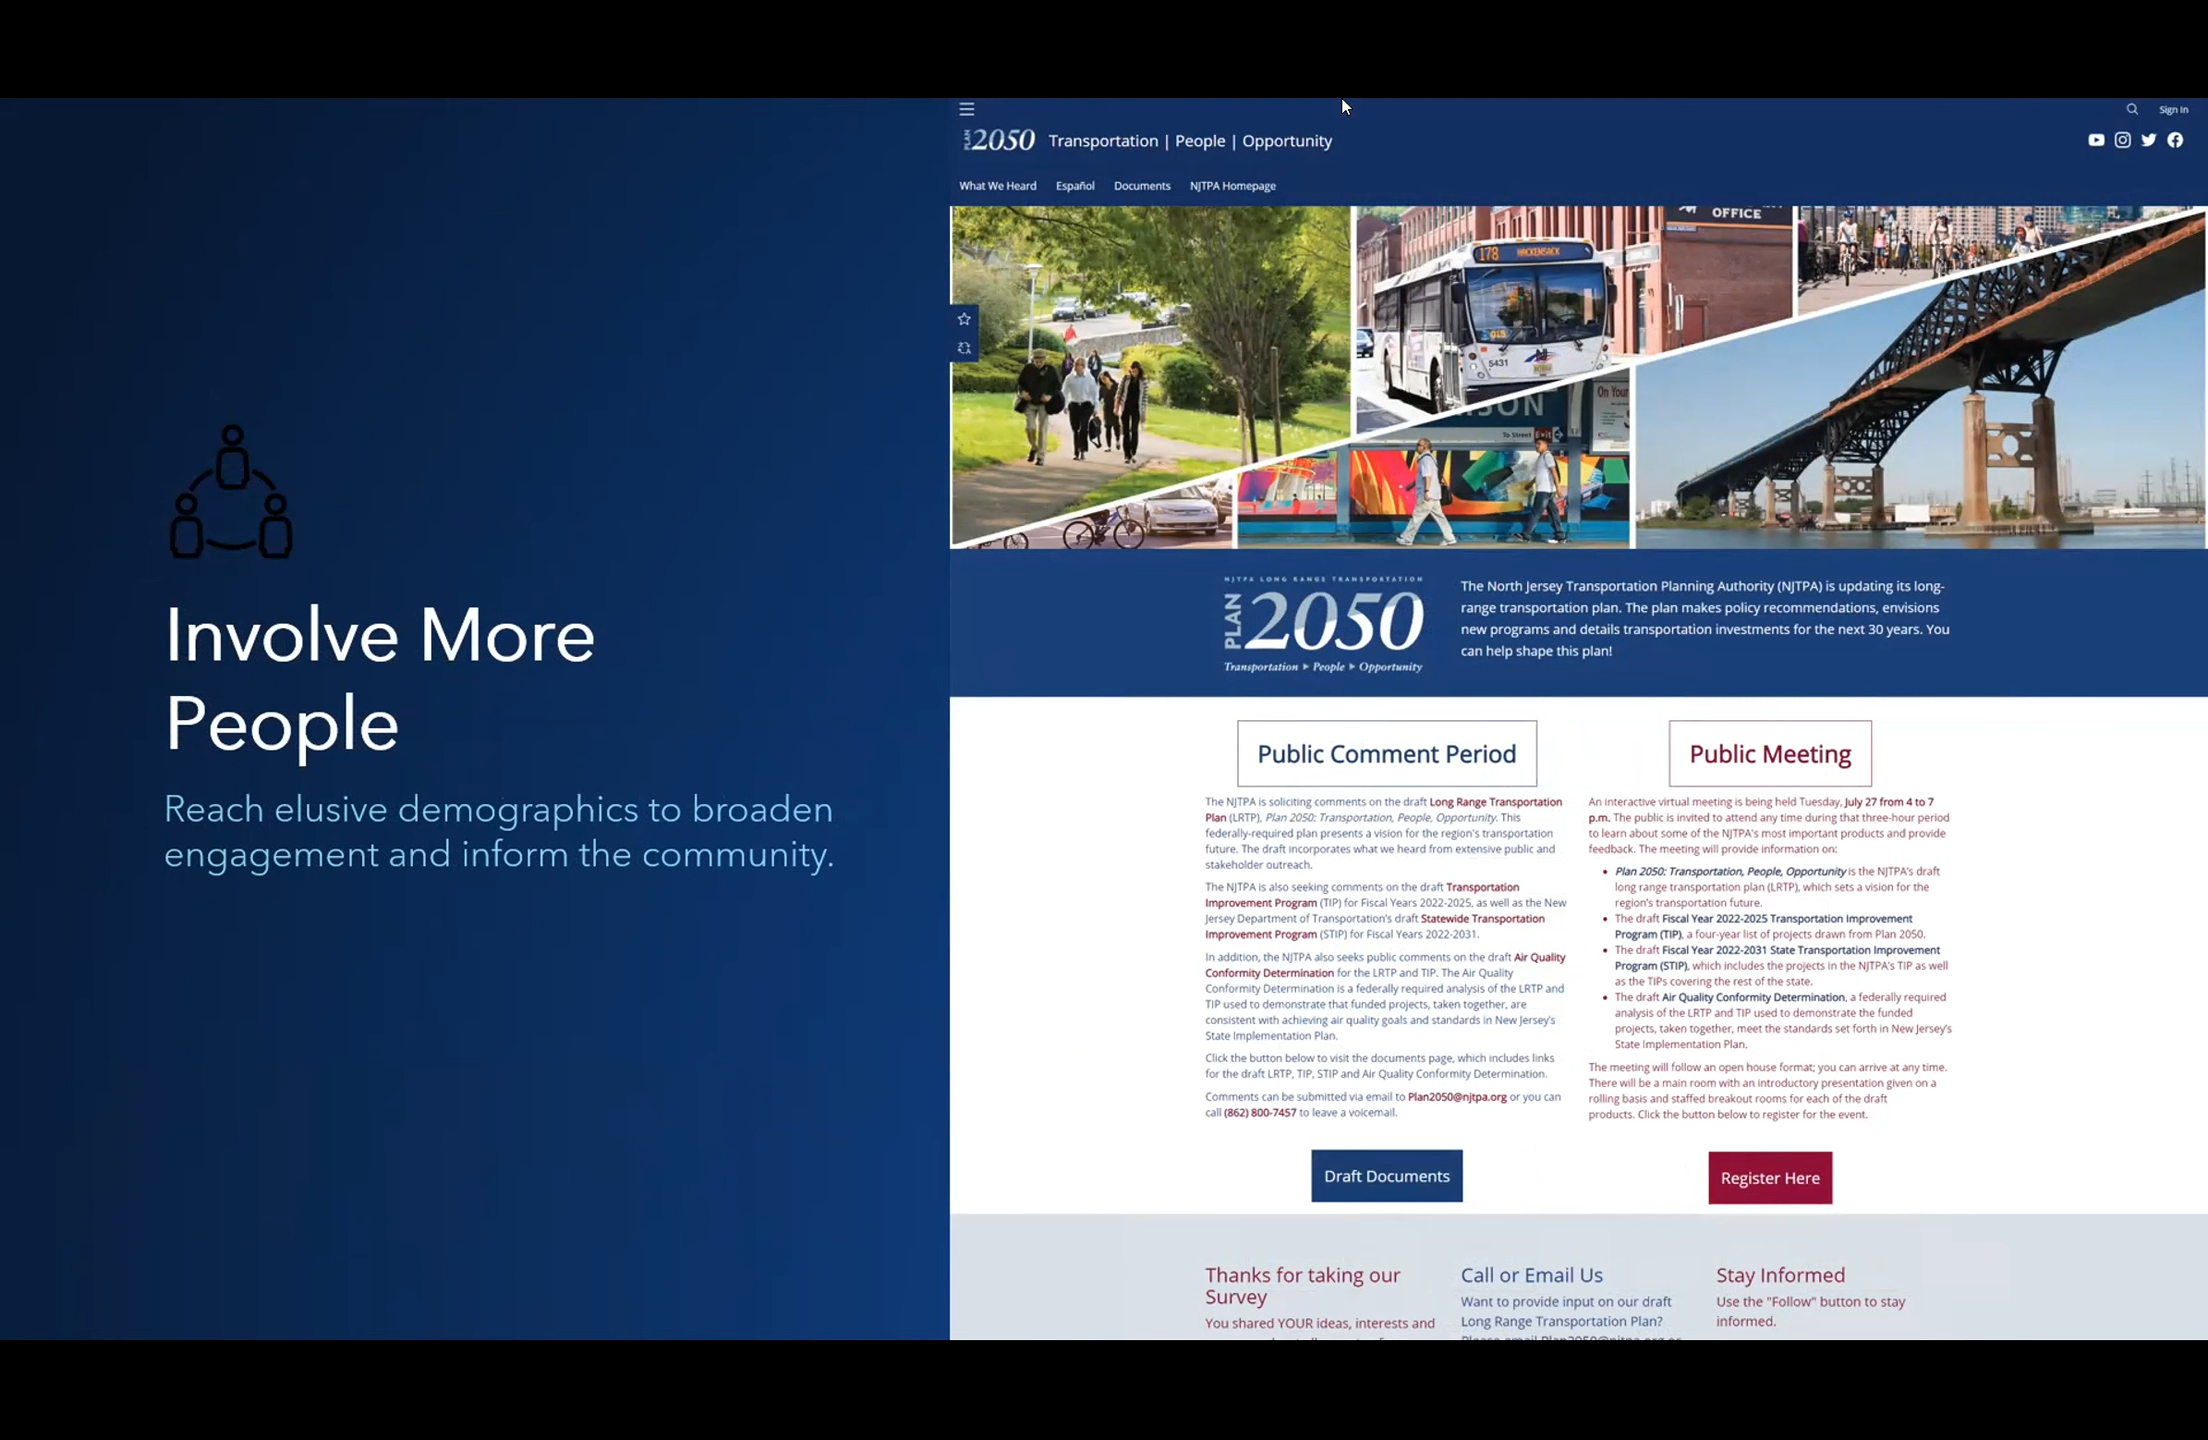 Involve More
People
Reach elusive demographics to broaden
engagement and inform the community.
Sign In
PLAN 2050 Transportation | People | Opportunity
What We Heard Español Documents NJTPA Homepage
OFFICE
178 HACKENSACK
5431
On Your
To Street Exit
NJTPA LONG RANGE TRANSPORTATION
PLAN 2050
Transportation ▸ People ▸ Opportunity
The North Jersey Transportation Planning Authority (NJTPA) is updating its long-
range transportation plan. The plan makes policy recommendations, envisions
new programs and details transportation investments for the next 30 years. You
can help shape this plan!
Public Comment Period
The NJTPA is soliciting comments on the draft Long Range Transportation
Plan (LRTP), Plan 2050: Transportation, People, Opportunity. This
federally-required plan presents a vision for the region's transportation
future. The draft incorporates what we heard from extensive public and
stakeholder outreach.
The NJTPA is also seeking comments on the draft Transportation
Improvement Program (TIP) for Fiscal Years 2022-2025, as well as the New
Jersey Department of Transportation's draft Statewide Transportation
Improvement Program (STIP) for Fiscal Years 2022-2031.
In addition, the NJTPA also seeks public comments on the draft Air Quality
Conformity Determination for the LRTP and TIP. The Air Quality
Conformity Determination is a federally required analysis of the LRTP and
TIP used to demonstrate that funded projects, taken together, are
consistent with achieving air quality goals and standards in New Jersey's
State Implementation Plan.
Click the button below to visit the documents page, which includes links
for the draft LRTP, TIP, STIP and Air Quality Conformity Determination.
Comments can be submitted via email to Plan2050@njtpa.org or you can
call (862) 800-7457 to leave a voicemail.
Draft Documents
Public Meeting
An interactive virtual meeting is being held Tuesday, July 27 from 4 to 7
p.m. The public is invited to attend any time during that three-hour period
to learn about some of the NJTPA's most important products and provide
feedback. The meeting will provide information on:
• Plan 2050: Transportation, People, Opportunity is the NJTPA's draft
long range transportation plan (LRTP), which sets a vision for the
region's transportation future.
• The draft Fiscal Year 2022-2025 Transportation Improvement
Program (TIP), a four-year list of projects drawn from Plan 2050.
• The draft Fiscal Year 2022-2031 State Transportation Improvement
Program (STIP), which includes the projects in the NJTPA's TIP as well
as the TIPs covering the rest of the state.
• The draft Air Quality Conformity Determination, a federally required
analysis of the LRTP and TIP used to demonstrate the funded
projects, taken together, meet the standards set forth in New Jersey's
State Implementation Plan.
The meeting will follow an open house format; you can arrive at any time.
There will be a main room with an introductory presentation given on a
rolling basis and staffed breakout rooms for each of the draft
products. Click the button below to register for the event.
Register Here
Thanks for taking our
Survey
You shared YOUR ideas, interests and
Call or Email Us
Want to provide input on our draft
Long Range Transportation Plan?
Please email Plan2050@njtpa.org or
Stay Informed
Use the "Follow" button to stay
informed.